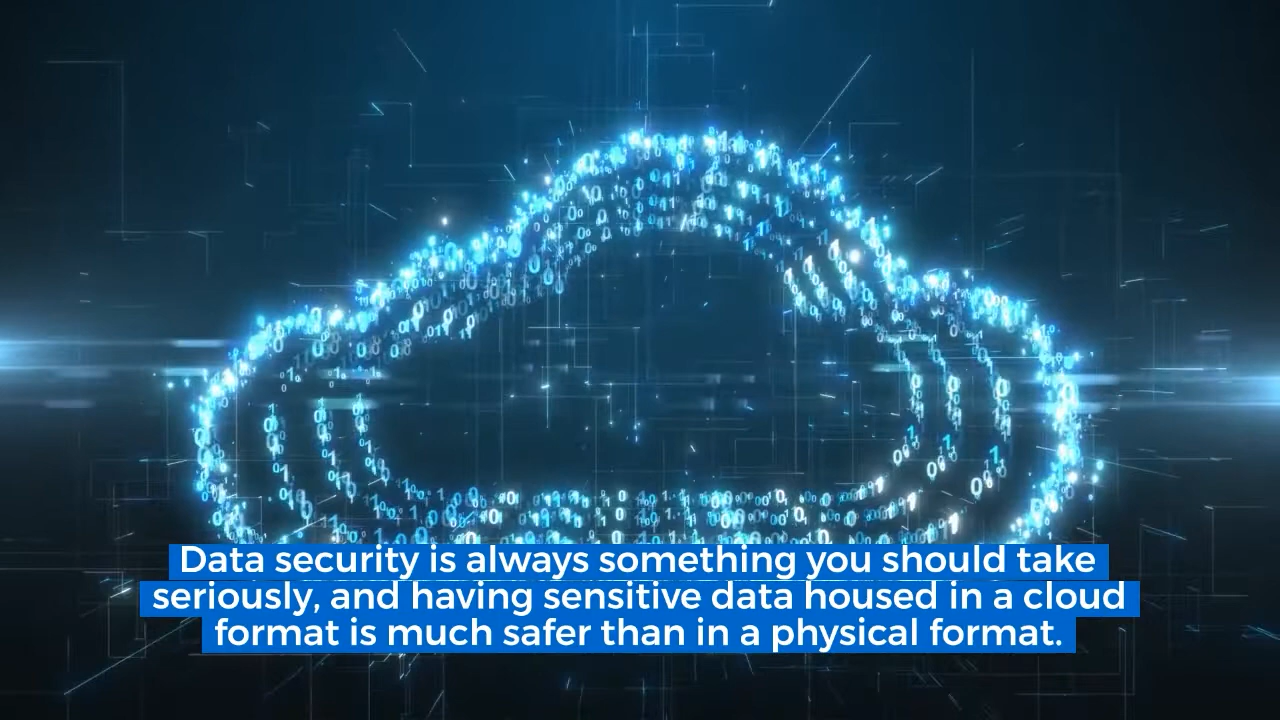 Data security is always something you should take
seriously, and having sensitive data housed in a cloud
format is much safer than in a physical format.